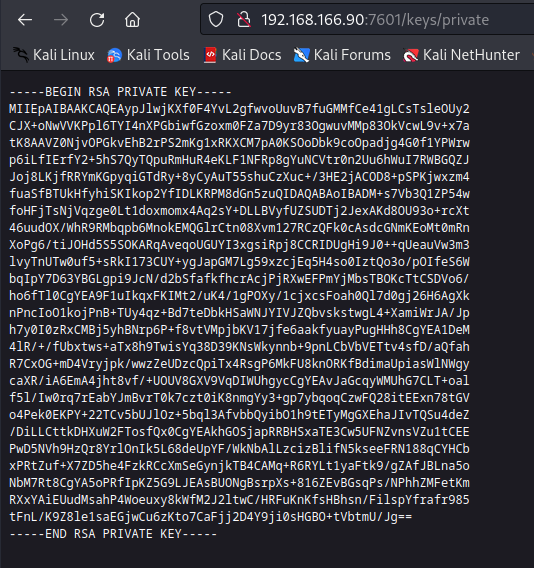 192.168.166.90:7601/keys/private
Kali Linux Kali Tools Kali Docs Kali Forums Kali NetHunter
-----BEGIN RSA PRIVATE KEY-----
MIIEpAIBAAKCAQEAypJlwjKXf0F4YvL2gfwvoUuvB7fuGMMfCe41gLCsTsleOUy2
CJX+oNwVVKPpl6TYI4nXPGbiwfGzoxm0FZa7D9yr83OgwuvMMp83OkVcwL9v+x7a
tK8AAVZ0NjvOPGkvEhB2rPS2mKg1xRKXCM7pA0KSOoDbk9coOpadjg4G0f1YPWrw
p6iLfIErfY2+5hS7QyTQpuRmHuR4eKLF1NFRp8gYuNCVtr0n2Uu6hWuI7RWBGQZJ
Joj8LKjfRRYmKGpyqiGTdRy+8yCyAuT55shuCzXuc+/3HE2jACOD8+pSPKjwxzm4
fuaSfBTUkHfyhiSKIkop2YfIDLKRPM8dGn5zuQIDAQABAoIBADM+s7Vb3Q1ZP54w
foHFjTsNjVqzge0Lt1doxmomx4Aq2sY+DLLBVyfUZSUDTj2JexAKd8OU93o+rcXt
46uudOX/WhR9RMbqpb6MnokEMQGlrCtn08Xvm127RCzQFk0cAsdcGNmKEoMt0mRn
XoPg6/tiJOHd5S5SOKARqAveqoUGUYI3xgsiRpj8CCRIDUgHi9J0++qUeauVw3m3
lvyTnUTw0uf5+sRkI173CUY+ygJapGM7Lg59xzcjEq5H4so0IztQo3o/pOIfeS6W
bqIpY7D63YBGLgpi9JcN/d2bSfafkfhcrAcjPjRXwEFPmYjMbsTBOKcTtCSDVo6/
ho6fTl0CgYEA9F1uIkqxFKIMt2/uK4/1gPOXy/1cjxcsFoah0Ql7d0gj26H6AgXk
nPncIoO1kojPnB+TUy4qz+Bd7teDbkHSaWNJYIVJZQbvskstwgL4+XamiWrJA/Jp
h7y0I0zRxCMBj5yhBNrp6P+f8vtVMpjbKV17jfe6aakfyuayPugHHh8CgYEA1DeM
4lR/+/fUbxtws+aTx8h9TwisYq38D39KNsWkynnb+9pnLCbVbVETtv4sfD/aQfah
R7CxOG+mD4Vryjpk/wwzZeUDzcQpiTx4RsgP6MkFU8knORKfBdimaUpiasWlNWgy
caXR/iA6EmA4jht8vf/+UOUV8GXV9VqDIWUhgycCgYEAvJaGcqyWMUhG7CLT+oal
f5l/Iw0rq7rEabYJmBvrT0k7czt0iK8nmgYy3+gp7ybqoqCzwFQ28itEExn78tGV
o4Pek0EKPY+22TCv5bUJlOz+5bql3AfvbbQyibO1h9tETyMgGXEhaJIvTQSu4deZ
/DiLLCttkDHXuW2FTosfQx0CgYEAkhGOSjapRRBHSxaTE3Cw5UFNZvnsVZu1tCEE
PwD5NVh9HzQr8YrlOnIk5L68deUpYF/WkNbAlLzcizBlifN5kseeFRN188qCYHCb
xPRtZuf+X7ZD5he4FzkRCcXmSeGynjkTB4CAMq+R6RYLt1yaFtk9/gZAfJBLna5o
NbM7Rt8CgYA5oPRfIpKZ5G9LJEAsBUONgBsrpXs+816ZEvBGsqPs/NPhhZMFetKm
RXxYAiEUudMsahP4Woeuxy8kWfM2J2ltwC/HRFuKnKfsHBhsn/FilspYfrafr985
tFnL/K9Z8le1saEGjwCu6zKto7CaFjj2D4Y9ji0sHGBO+tVbtmU/Jg==
-----END RSA PRIVATE KEY-----